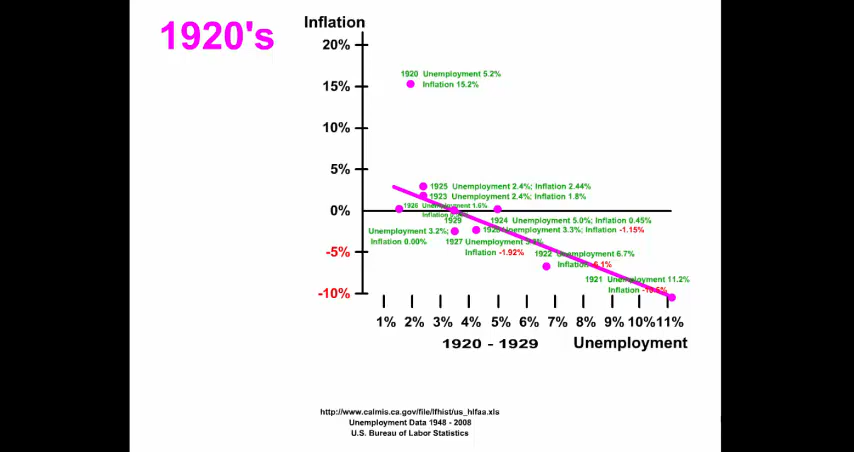 1920's
Inflation
20%
1920 Unemployment 5.2%
Inflation 15.2%
15%
10%
5%
1925 Unemployment 2.4%; Inflation 2.44%
1923 Unemployment 2.4%; Inflation 1.8%
1926 Unemployment 1.6%
Inflation
0%
1929
Unemployment 3.2%;
Inflation 0.00%
1924 Unemployment 5.0%; Inflation 0.45%
Unemployment 3.3%; Inflation -1.15%
1927 Unemployment
Inflation -1.92%
1922 Unemployment 6.7%
Inflation
-5%
1921 Unemployment 11.2%
Inflation
-10%
1% 2% 3% 4% 5% 6% 7% 8% 9% 10% 11%
1920 - 1929
Unemployment
http://www.calmis.ca.gov/file/lfhist/us_hlfaa.xls
Unemployment Data 1948 - 2008
U.S. Bureau of Labor Statistics